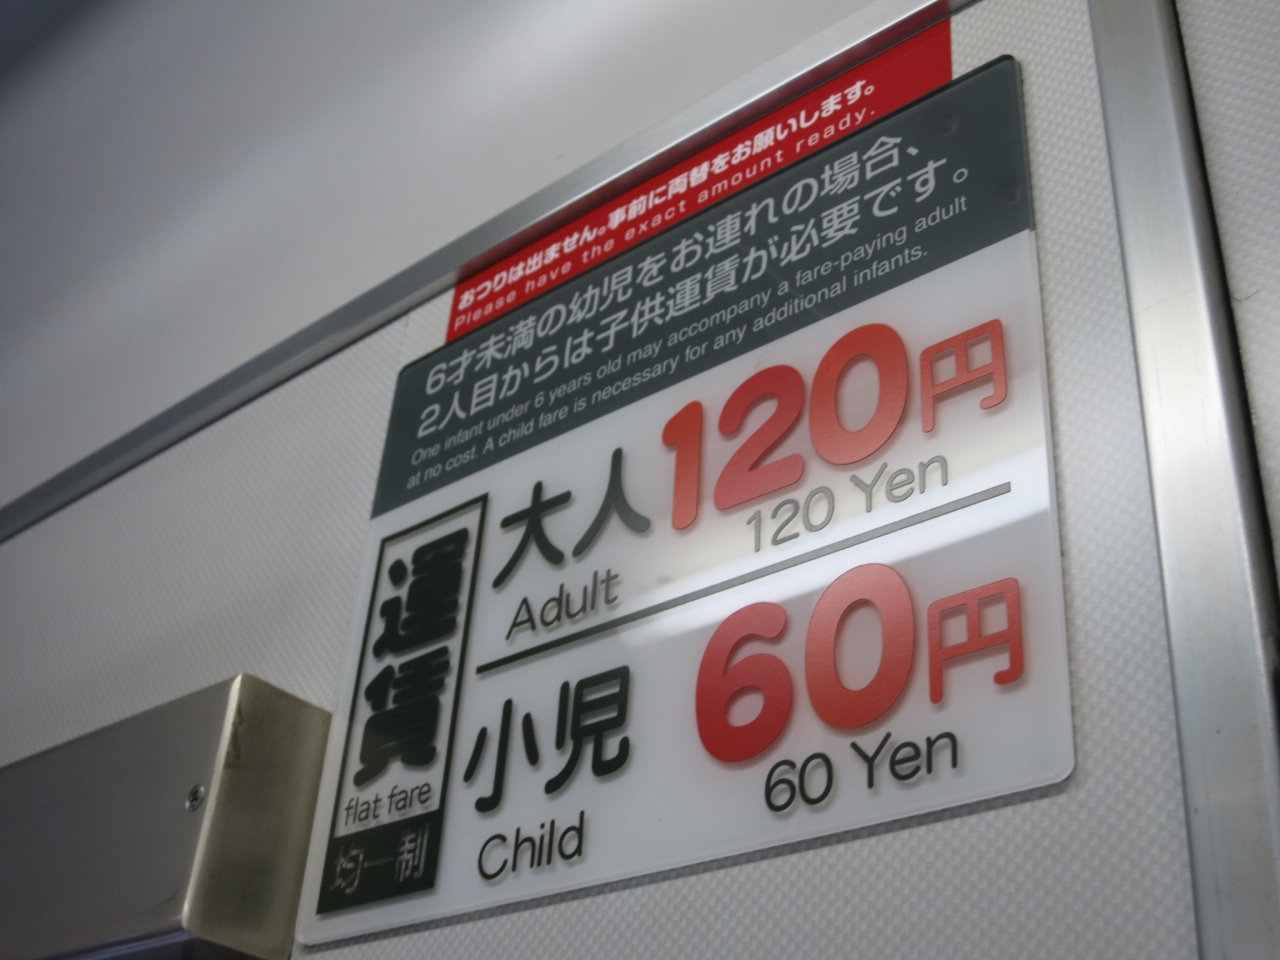 おつりは出ません。事前に両替をお願いします。
Please have the exact amount ready.
6才未満の幼児をお連れの場合、
2人目からは子供運賃が必要です。
One infant under 6 years old may accompany a fare-paying adult
at no cost. A child fare is necessary for any additional infants.
運賃
flat fare
均一制
大人 120円
Adult 120 Yen
小児 60円
Child 60 Yen